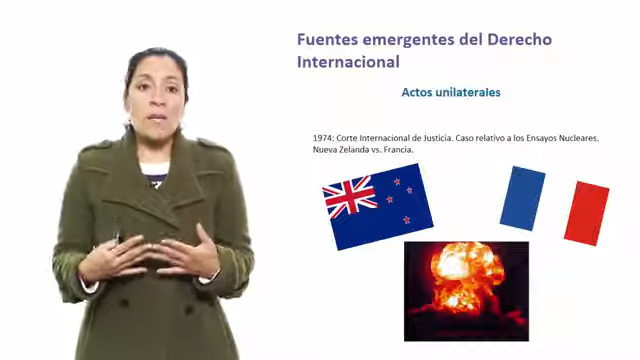 Fuentes emergentes del Derecho
Internacional
Actos unilaterales
1974: Corte Internacional de Justicia. Caso relativo a los Ensayos Nucleares.
Nueva Zelanda vs. Francia.